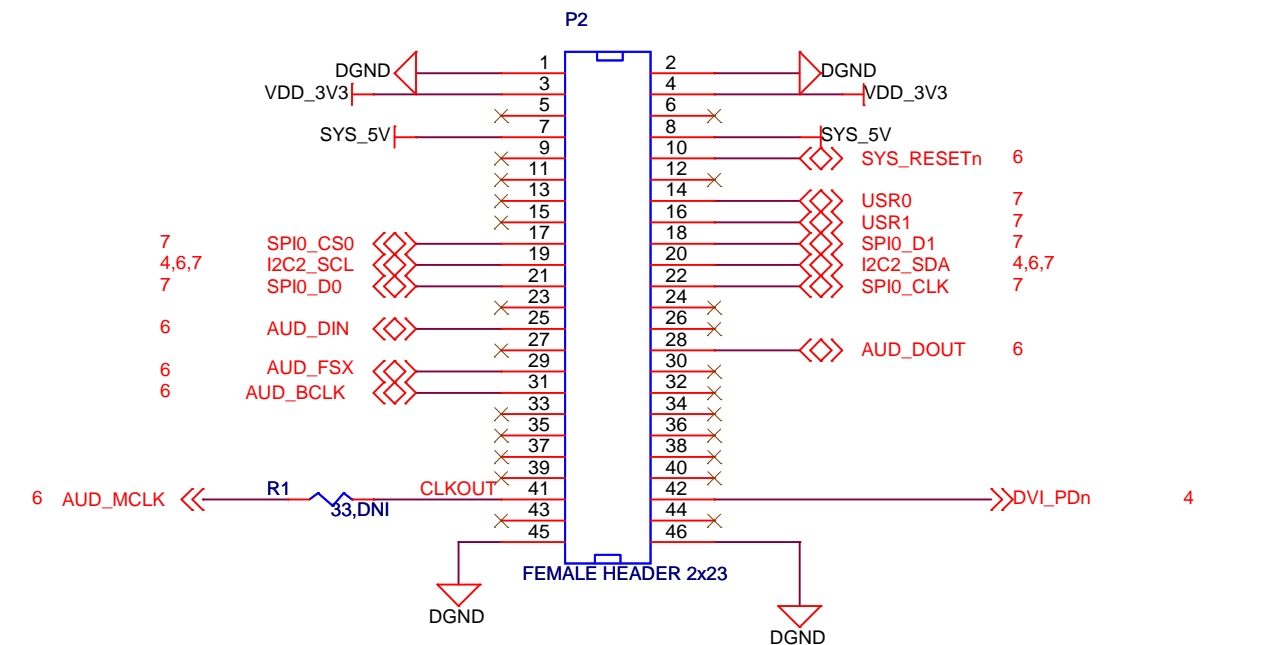 P2
DGND 1 2 DGND
VDD_3V3 3 4 VDD_3V3
5 6
SYS_5V 7 8 SYS_5V
9 10 SYS_RESETn 6
11 12
13 14 USR0 7
15 16 USR1 7
7 SPI0_CS0 17 18 SPI0_D1 7
4,6,7 I2C2_SCL 19 20 I2C2_SDA 4,6,7
7 SPI0_D0 21 22 SPI0_CLK 7
23 24
6 AUD_DIN 25 26
27 28 AUD_DOUT 6
6 AUD_FSX 29 30
6 AUD_BCLK 31 32
33 34
35 36
37 38
39 40
6 AUD_MCLK R1 CLKOUT 41 42 DVI_PDn 4
33,DNI
43 44
45 46
FEMALE HEADER 2x23
DGND
DGND